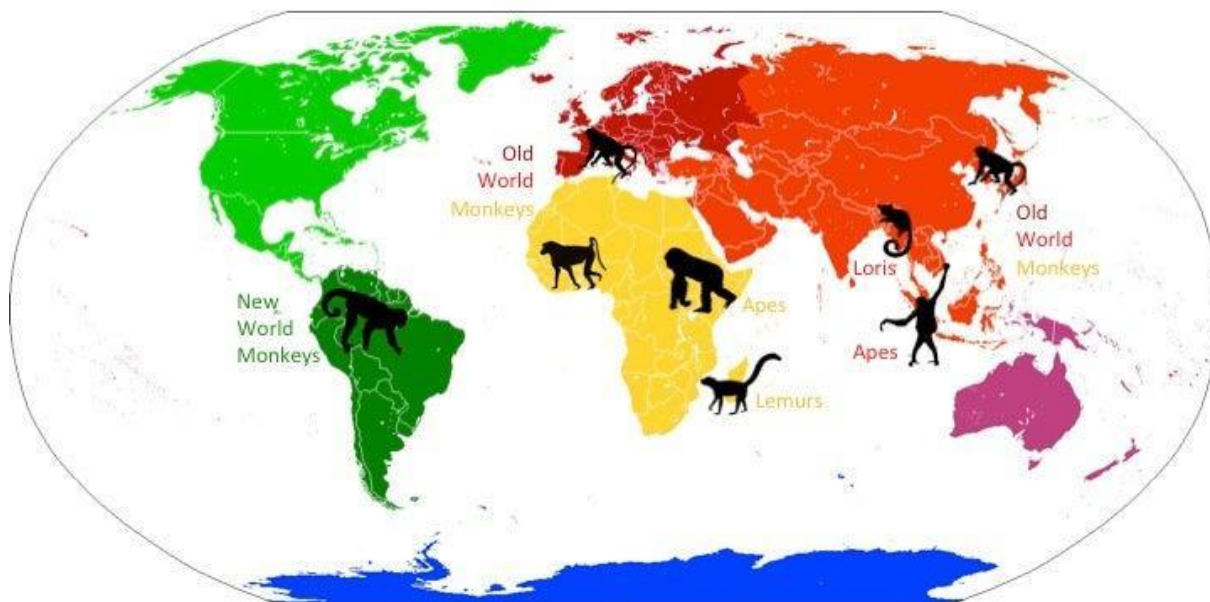 Old
World
Monkeys
Old
World
Monkeys
Loris
New
World
Monkeys
Apes
Apes
Lemurs